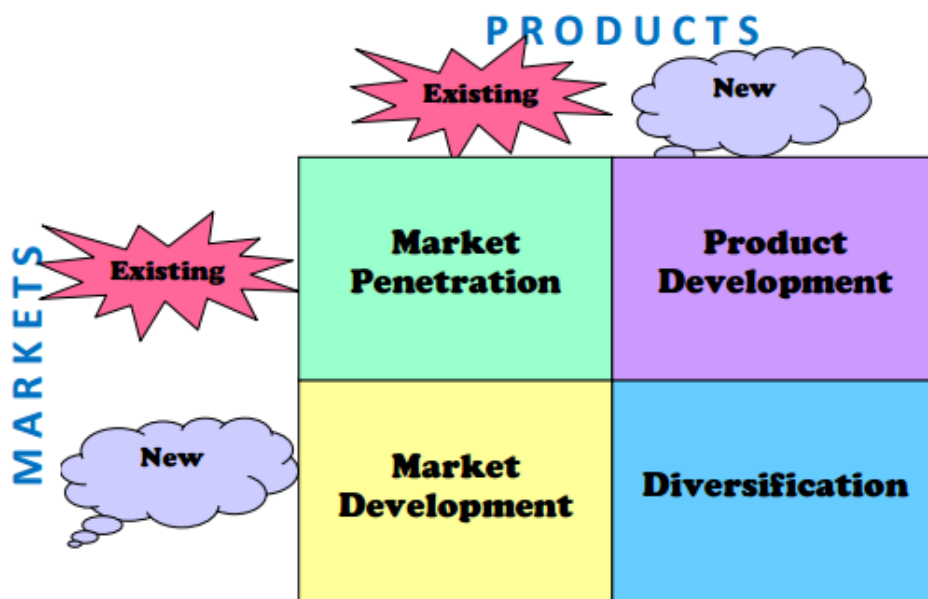 PRODUCTS
Existing
New
MARKETS
Existing
Market
Penetration
Product
Development
New
Market
Development
Diversification